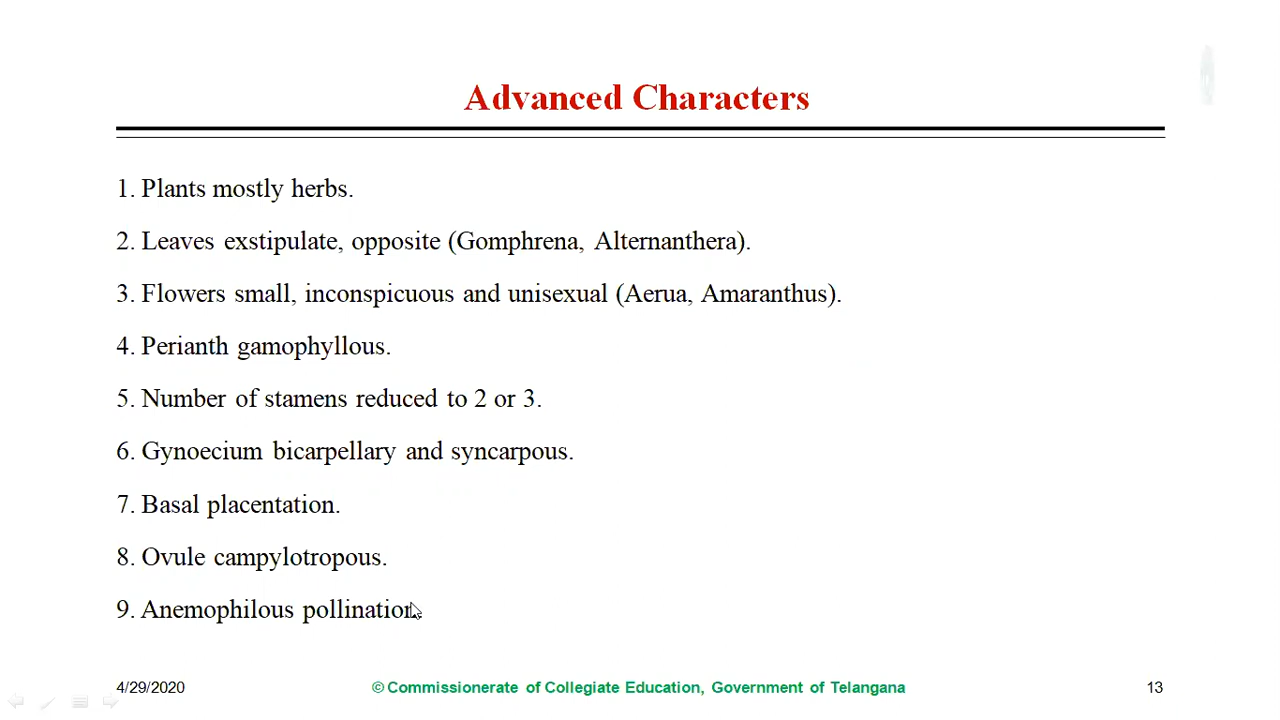 Advanced Characters
1. Plants mostly herbs.
2. Leaves exstipulate, opposite (Gomphrena, Alternanthera).
3. Flowers small, inconspicuous and unisexual (Aerua, Amaranthus).
4. Perianth gamophyllous.
5. Number of stamens reduced to 2 or 3.
6. Gynoecium bicarpellary and syncarpous.
7. Basal placentation.
8. Ovule campylotropous.
9. Anemophilous pollination.
4/29/2020
© Commissionerate of Collegiate Education, Government of Telangana
13